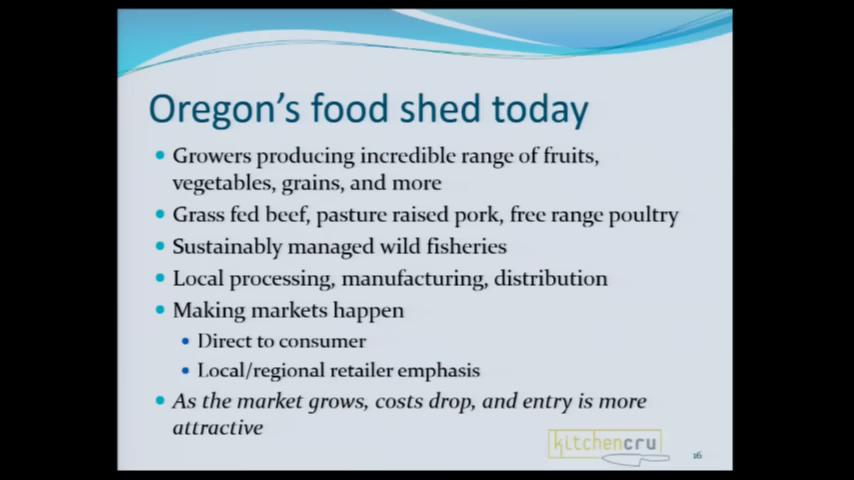 Oregon's food shed today
Growers producing incredible range of fruits,
vegetables, grains, and more
Grass fed beef, pasture raised pork, free range poultry
Sustainably managed wild fisheries
Local processing, manufacturing, distribution
Making markets happen
Direct to consumer
Local/regional retailer emphasis
As the market grows, costs drop, and entry is more
attractive
kitchencru
16